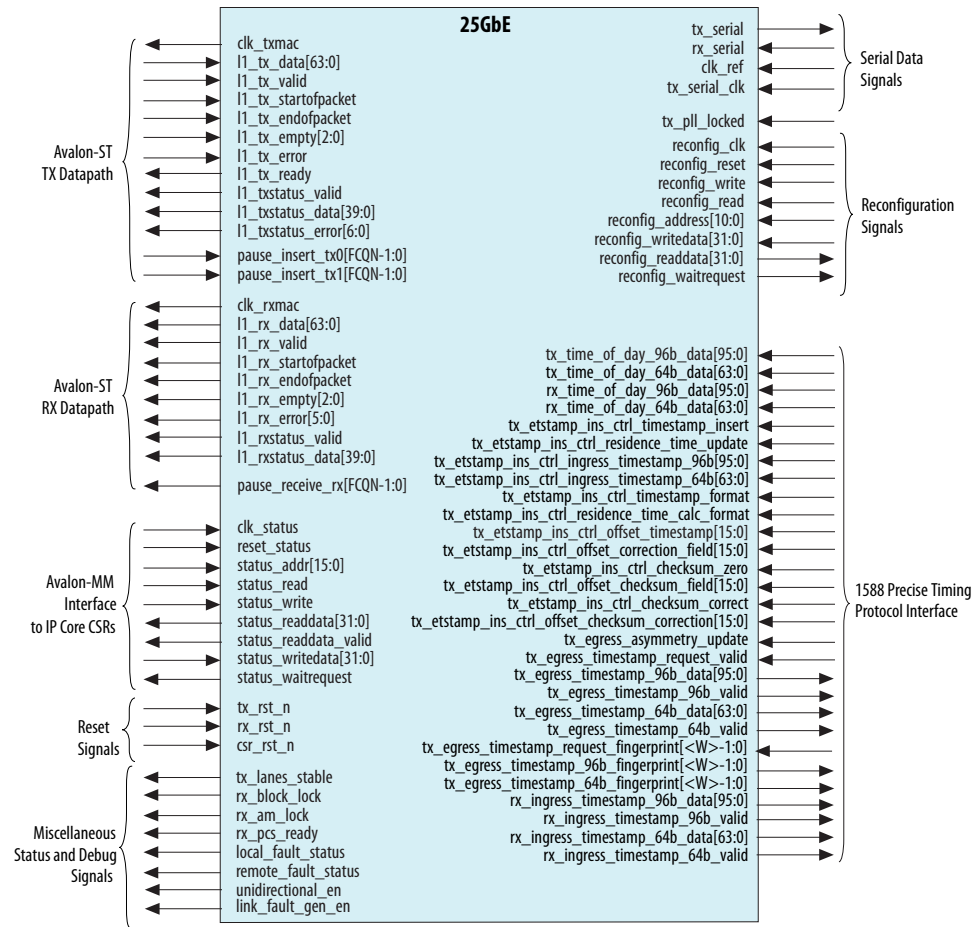 25GbE
Avalon-ST
TX Datapath
clk_txmac
l1_tx_data[63:0]
l1_tx_valid
l1_tx_startofpacket
l1_tx_endofpacket
l1_tx_empty[2:0]
l1_tx_error
l1_tx_ready
l1_txstatus_valid
l1_txstatus_data[39:0]
l1_txstatus_error[6:0]
pause_insert_tx0[FCQN-1:0]
pause_insert_tx1[FCQN-1:0]
Avalon-ST
RX Datapath
clk_rxmac
l1_rx_data[63:0]
l1_rx_valid
l1_rx_startofpacket
l1_rx_endofpacket
l1_rx_empty[2:0]
l1_rx_error[5:0]
l1_rxstatus_valid
l1_rxstatus_data[39:0]
pause_receive_rx[FCQN-1:0]
Avalon-MM
Interface
to IP Core CSRs
clk_status
reset_status
status_addr[15:0]
status_read
status_write
status_readdata[31:0]
status_readdata_valid
status_writedata[31:0]
status_waitrequest
Reset
Signals
tx_rst_n
rx_rst_n
csr_rst_n
Miscellaneous
Status and Debug
Signals
tx_lanes_stable
rx_block_lock
rx_am_lock
rx_pcs_ready
local_fault_status
remote_fault_status
unidirectional_en
link_fault_gen_en
tx_serial
rx_serial
clk_ref
tx_serial_clk
Serial Data
Signals
tx_pll_locked
reconfig_clk
reconfig_reset
reconfig_write
reconfig_read
reconfig_address[10:0]
reconfig_writedata[31:0]
reconfig_readdata[31:0]
reconfig_waitrequest
Reconfiguration
Signals
tx_time_of_day_96b_data[95:0]
tx_time_of_day_64b_data[63:0]
rx_time_of_day_96b_data[95:0]
rx_time_of_day_64b_data[63:0]
tx_etstamp_ins_ctrl_timestamp_insert
tx_etstamp_ins_ctrl_residence_time_update
tx_etstamp_ins_ctrl_ingress_timestamp_96b[95:0]
tx_etstamp_ins_ctrl_ingress_timestamp_64b[63:0]
tx_etstamp_ins_ctrl_timestamp_format
tx_etstamp_ins_ctrl_residence_time_calc_format
tx_etstamp_ins_ctrl_offset_timestamp[15:0]
tx_etstamp_ins_ctrl_offset_correction_field[15:0]
tx_etstamp_ins_ctrl_checksum_zero
tx_etstamp_ins_ctrl_offset_checksum_field[15:0]
tx_etstamp_ins_ctrl_checksum_correct
tx_etstamp_ins_ctrl_offset_checksum_correction[15:0]
tx_egress_asymmetry_update
tx_egress_timestamp_request_valid
tx_egress_timestamp_96b_data[95:0]
tx_egress_timestamp_96b_valid
tx_egress_timestamp_64b_data[63:0]
tx_egress_timestamp_64b_valid
tx_egress_timestamp_request_fingerprint[<W>-1:0]
tx_egress_timestamp_96b_fingerprint[<W>-1:0]
tx_egress_timestamp_64b_fingerprint[<W>-1:0]
rx_ingress_timestamp_96b_data[95:0]
rx_ingress_timestamp_96b_valid
rx_ingress_timestamp_64b_data[63:0]
rx_ingress_timestamp_64b_valid
1588 Precise Timing
Protocol Interface